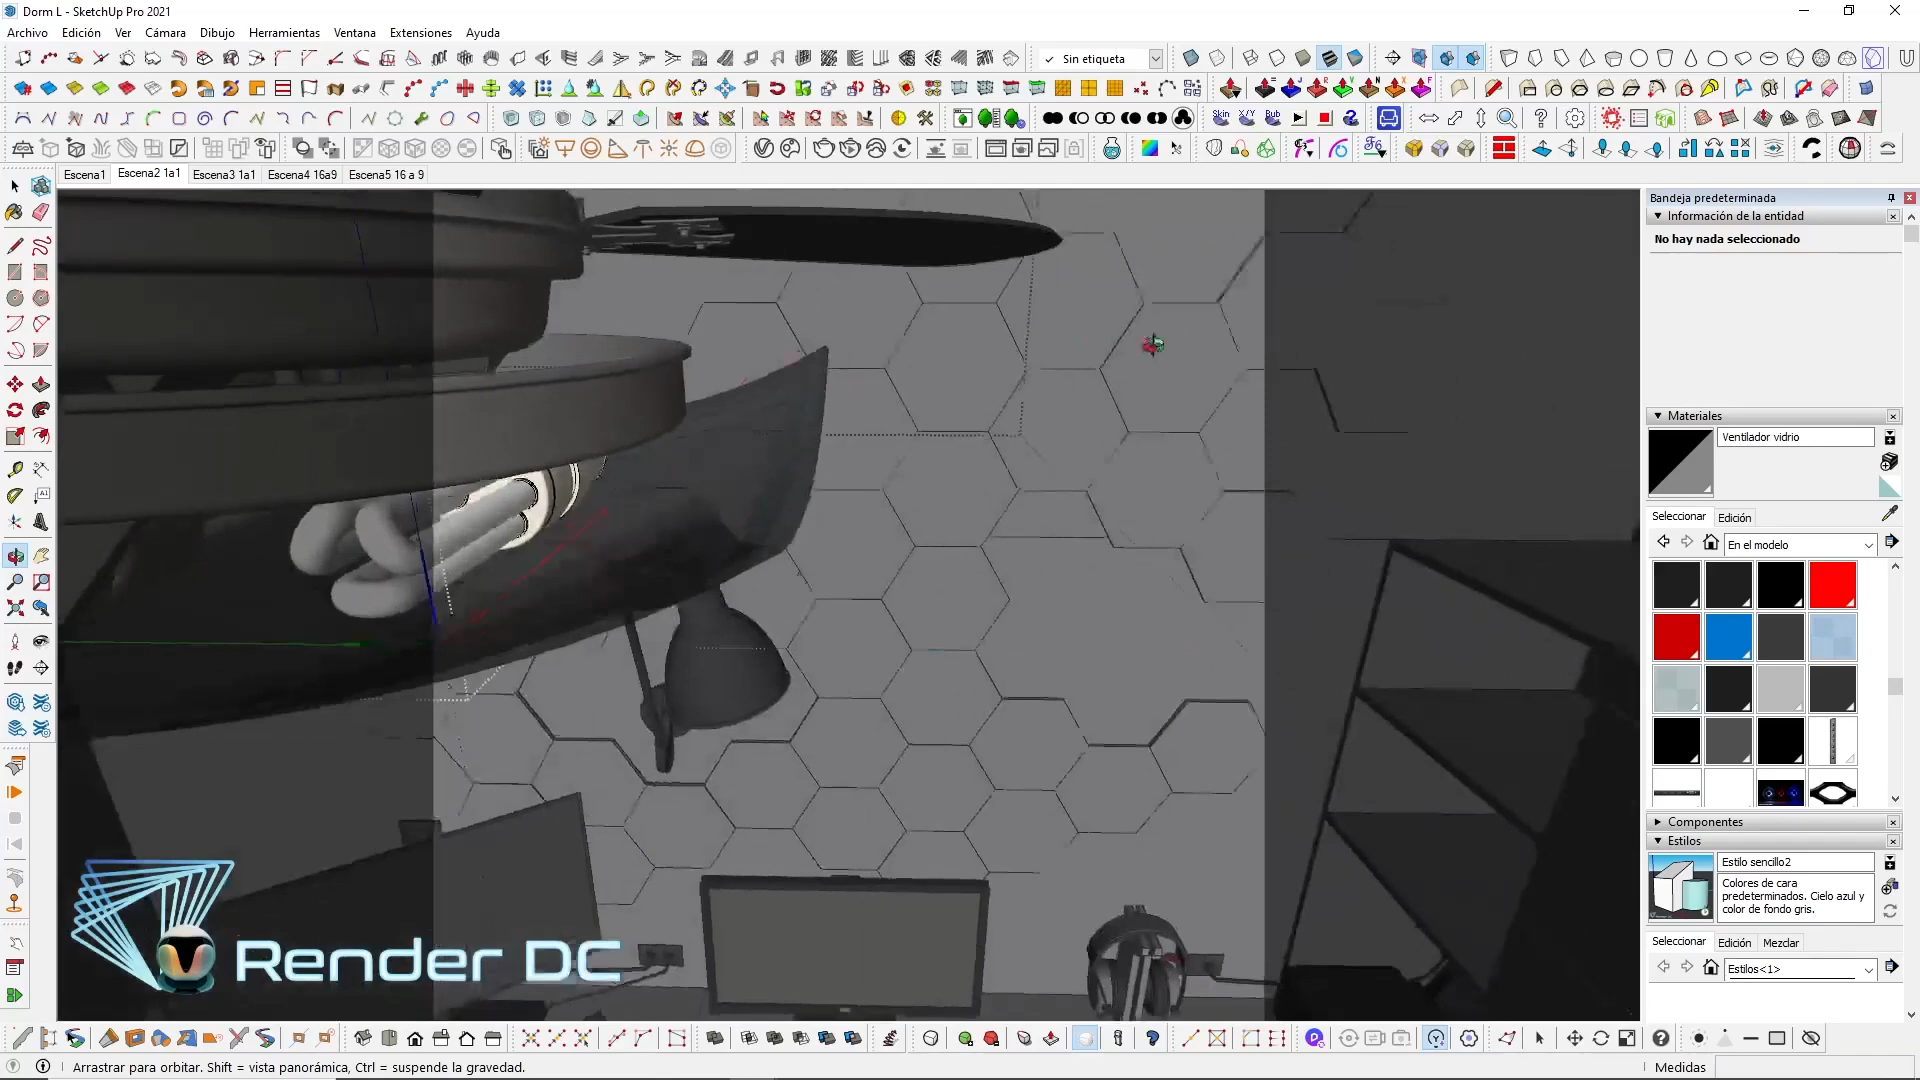 Dorm L - SketchUp Pro 2021
Archivo Edición Ver Cámara Dibujo Herramientas Ventana Extensiones Ayuda
✓ Sin etiqueta
Skin X/Y Bub
Escena1 Escena2 1a1 Escena3 1a1 Escena4 16a9 Escena5 16 a 9
Bandeja predeterminada
Información de la entidad
No hay nada seleccionado
Materiales
Ventilador vidrio
Seleccionar Edición
En el modelo
Componentes
Estilos
Estilo sencillo2
Colores de cara
predeterminados. Cielo azul y
color de fondo gris.
Seleccionar Edición Mezclar
Estilos<1>
Render DC
Arrastrar para orbitar. Shift = vista panorámica, Ctrl = suspende la gravedad.
Medidas